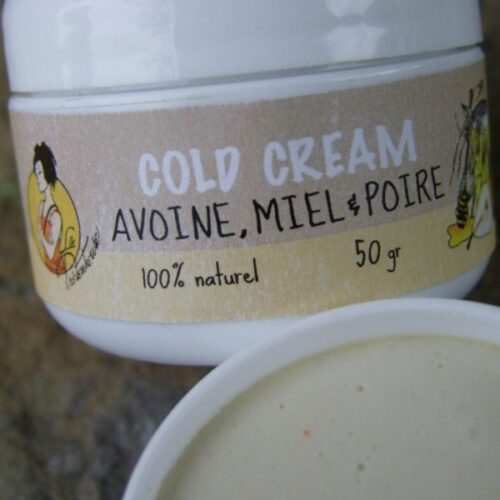 COLD CREAM
AVOINE, MIEL & POIRE
100% naturel
50 gr